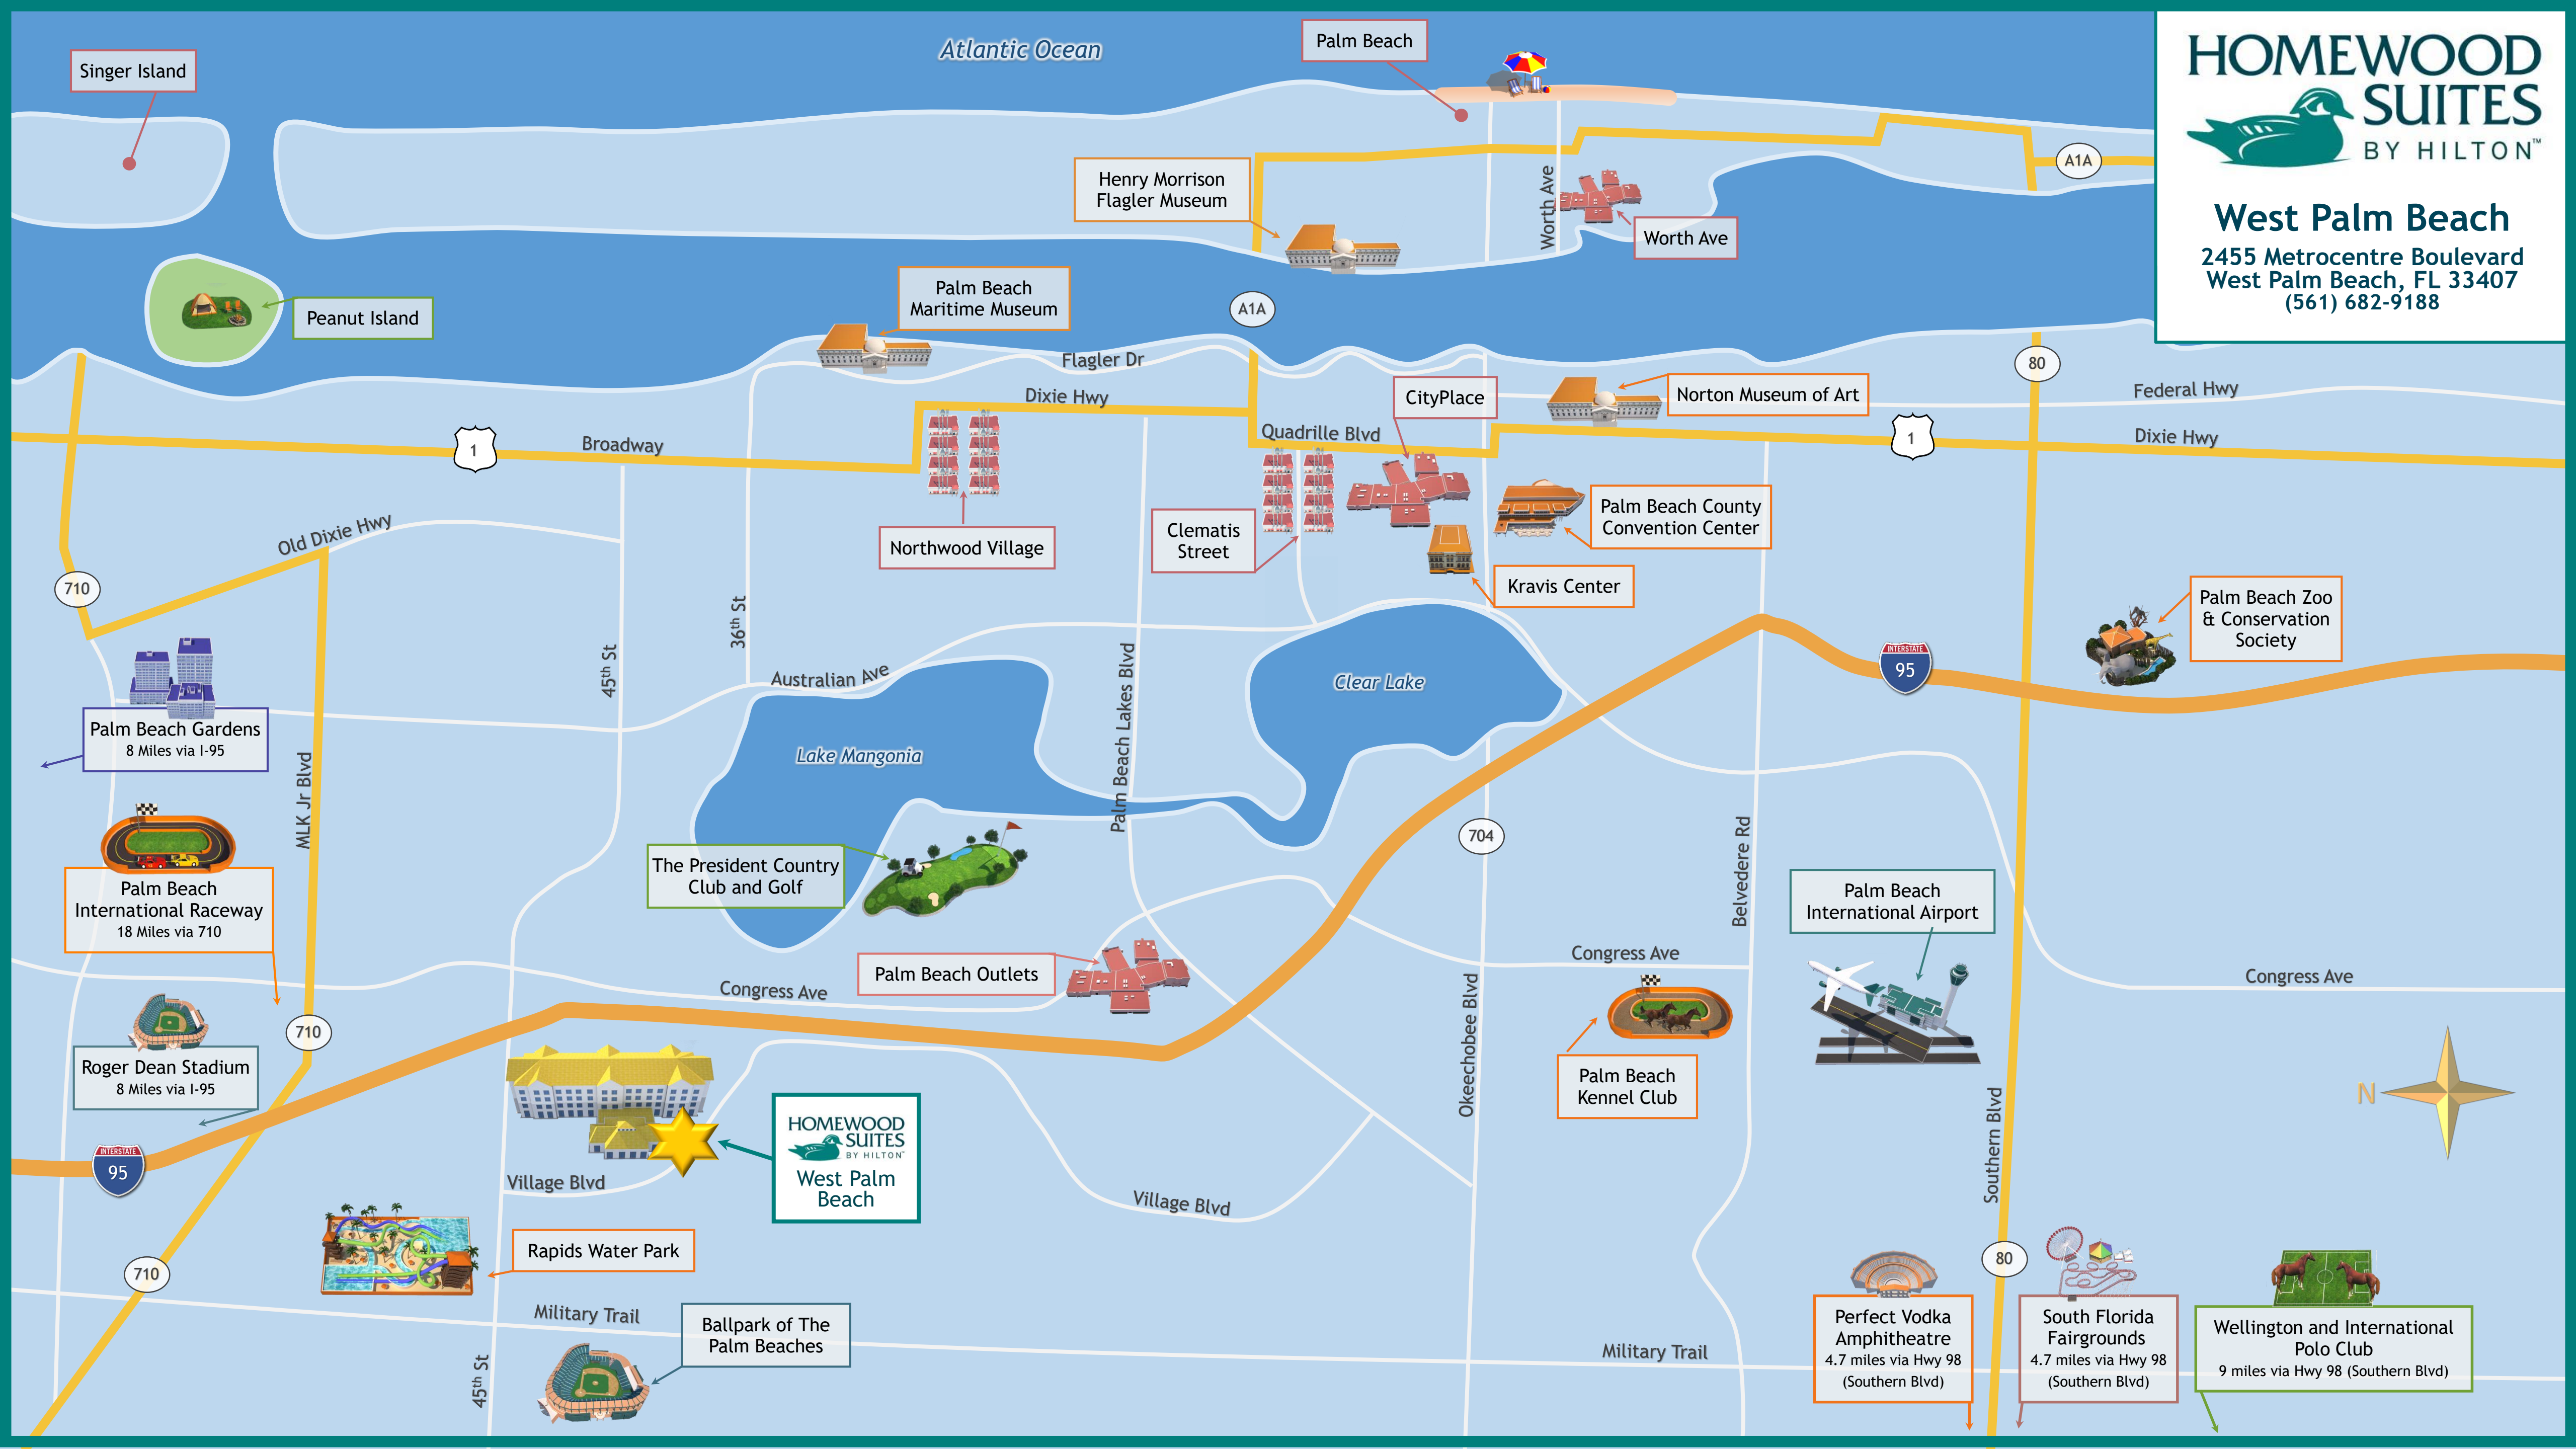 Atlantic Ocean
Palm Beach
Singer Island
HOMEWOOD
SUITES
BY HILTON™
West Palm Beach
2455 Metrocentre Boulevard
West Palm Beach, FL 33407
(561) 682-9188
A1A
Henry Morrison
Flagler Museum
Worth Ave
Worth Ave
Peanut Island
Palm Beach
Maritime Museum
A1A
Flagler Dr
80
Dixie Hwy
CityPlace
Norton Museum of Art
Federal Hwy
1
Broadway
Quadrille Blvd
1
Dixie Hwy
Old Dixie Hwy
Northwood Village
Clematis
Street
Palm Beach County
Convention Center
Kravis Center
710
36th St
45th St
Australian Ave
Palm Beach Lakes Blvd
Clear Lake
INTERSTATE
95
Palm Beach Zoo
& Conservation
Society
Palm Beach Gardens
8 Miles via I-95
MLK Jr Blvd
Lake Mangonia
704
Belvedere Rd
Palm Beach
International Raceway
18 Miles via 710
The President Country
Club and Golf
Palm Beach
International Airport
Palm Beach Outlets
Congress Ave
Congress Ave
Congress Ave
710
Okeechobee Blvd
Roger Dean Stadium
8 Miles via I-95
Palm Beach
Kennel Club
N
INTERSTATE
95
HOMEWOOD
SUITES
BY HILTON™
West Palm
Beach
Village Blvd
Village Blvd
Southern Blvd
Rapids Water Park
710
80
Military Trail
Ballpark of The
Palm Beaches
45th St
Military Trail
Perfect Vodka
Amphitheatre
4.7 miles via Hwy 98
(Southern Blvd)
South Florida
Fairgrounds
4.7 miles via Hwy 98
(Southern Blvd)
Wellington and International
Polo Club
9 miles via Hwy 98 (Southern Blvd)